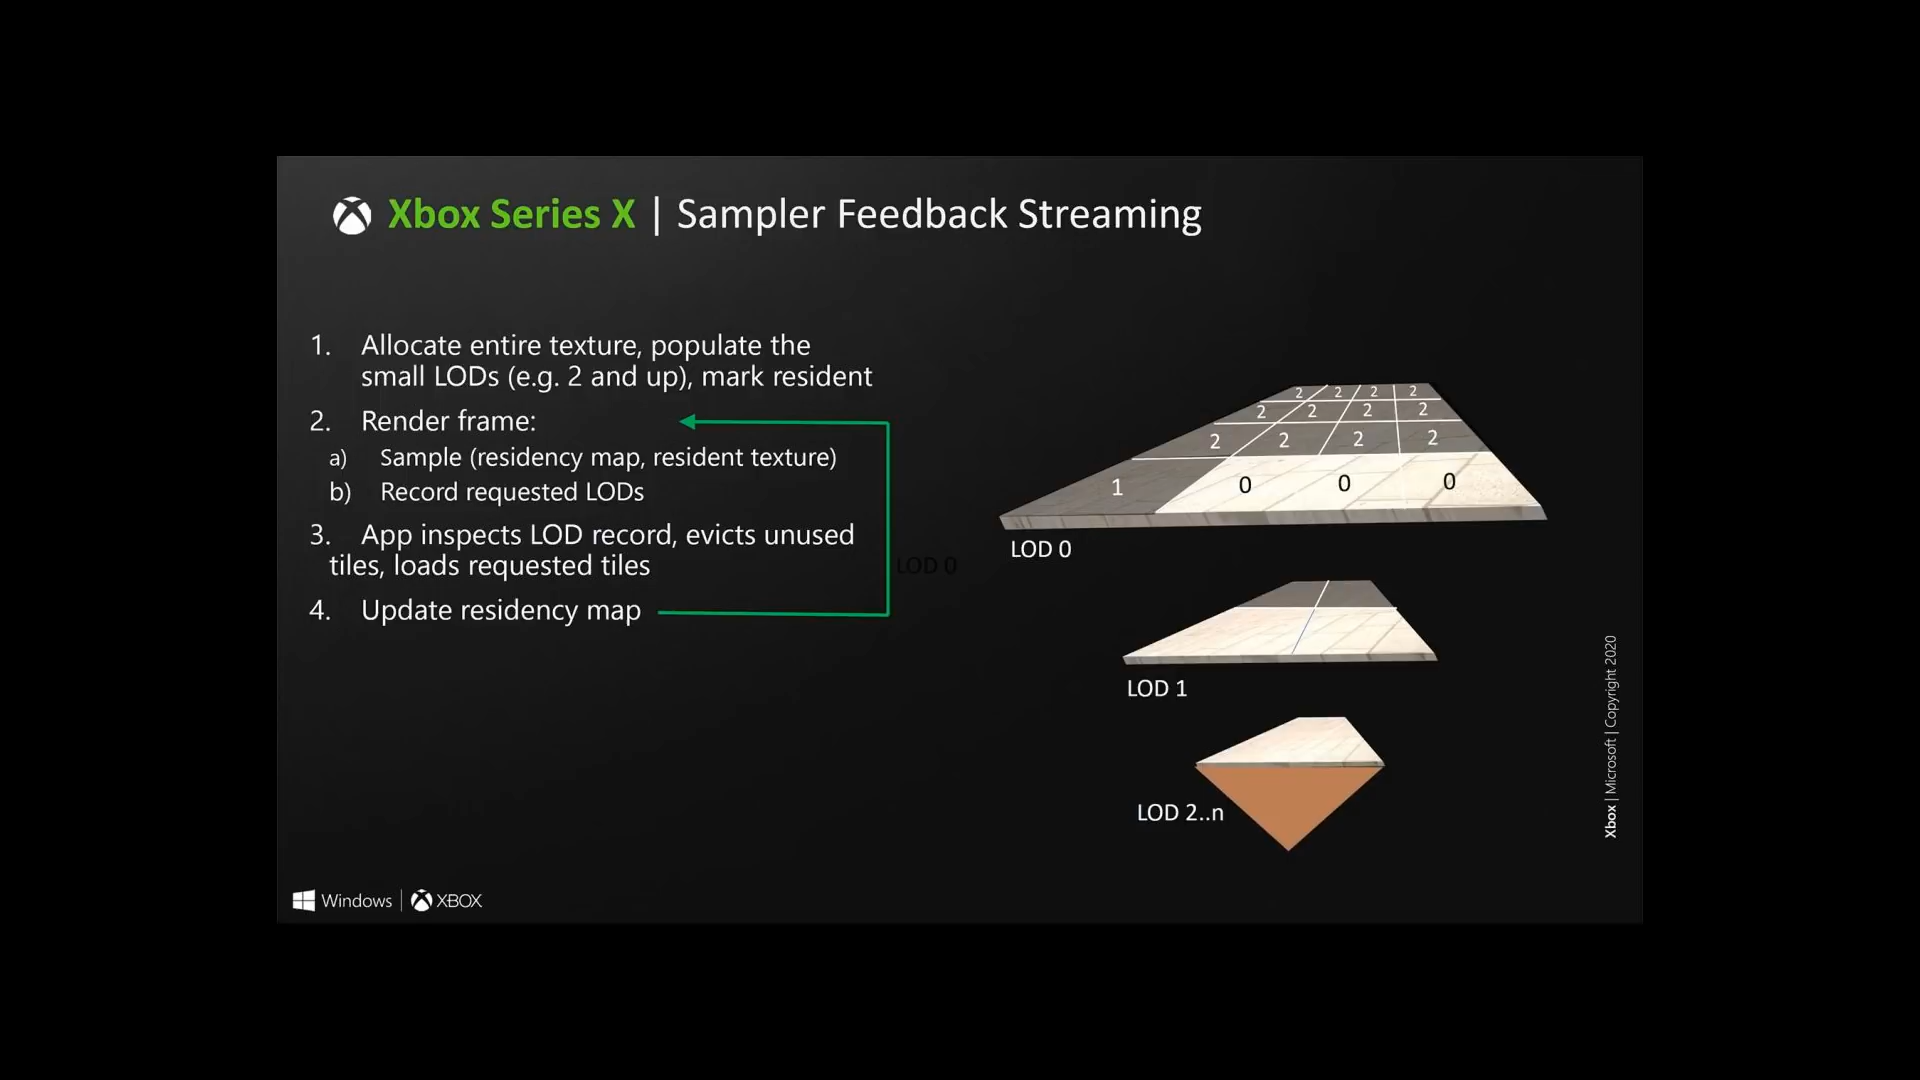 Xbox Series X | Sampler Feedback Streaming
1. Allocate entire texture, populate the
small LODs (e.g. 2 and up), mark resident
2. Render frame:
a) Sample (residency map, resident texture)
b) Record requested LODs
3. App inspects LOD record, evicts unused
tiles, loads requested tiles
4. Update residency map
LOD 0
2 2 2 2
2 2 2 2
2 2 2 2
1 0 0 0
LOD 0
LOD 1
LOD 2..n
Xbox | Microsoft | Copyright 2020
Windows | XBOX